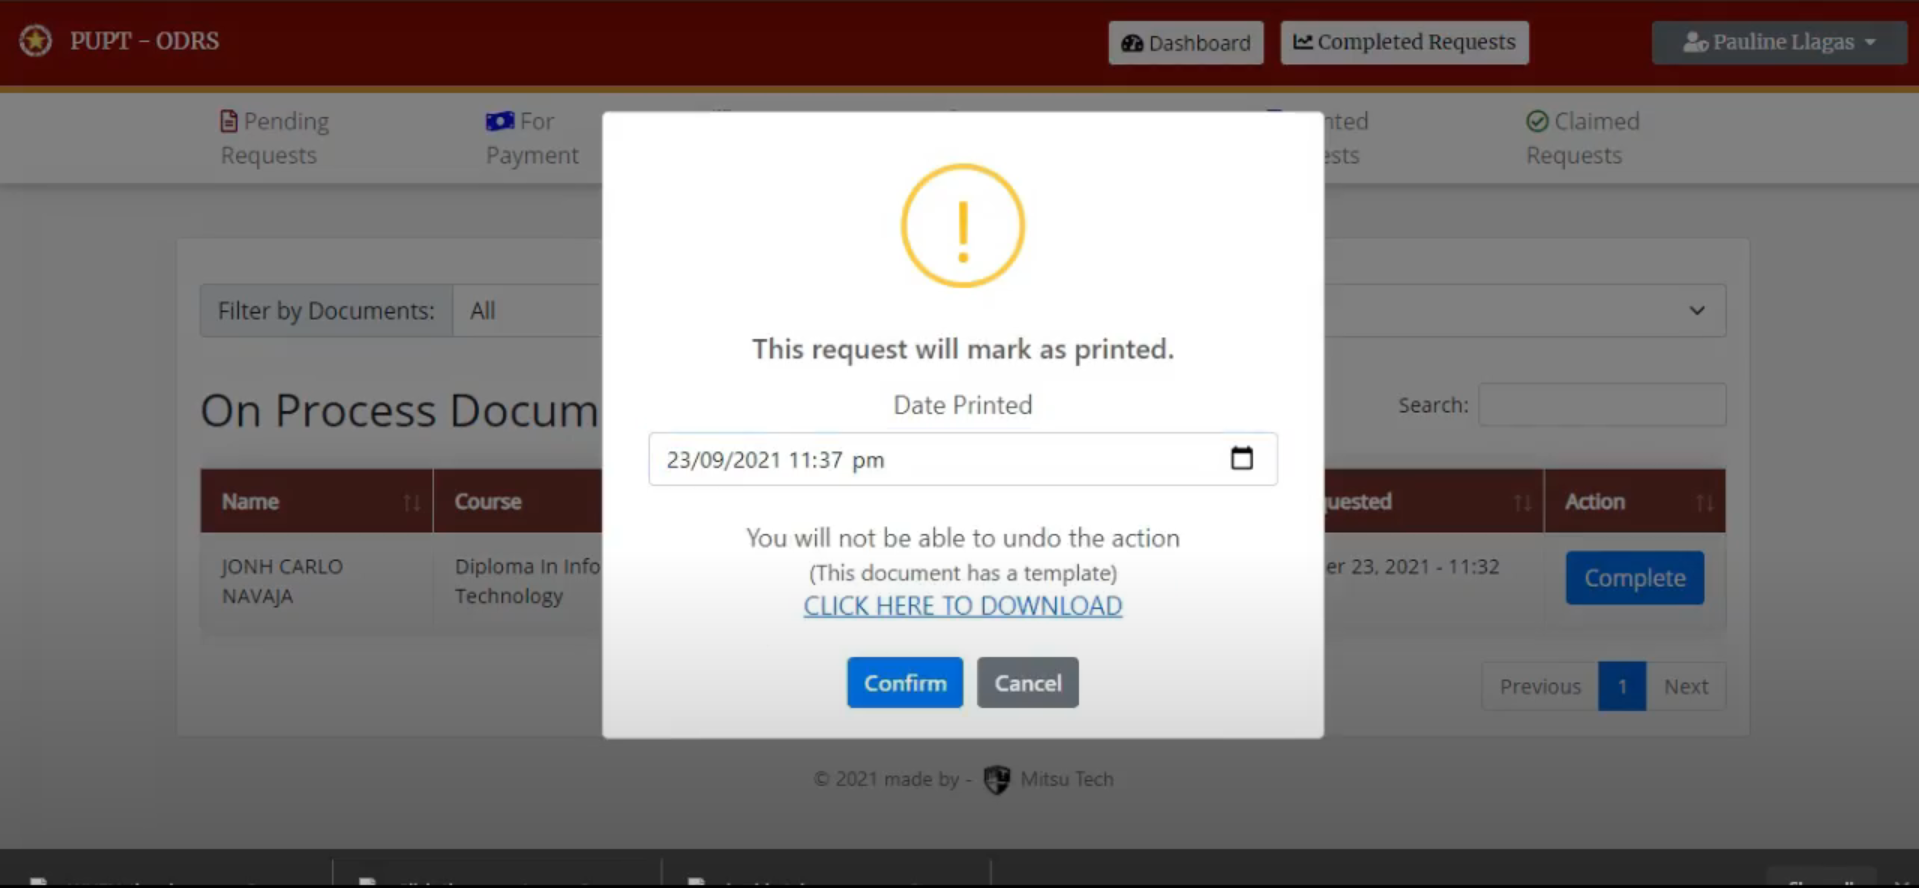 PUPT - ODRS
Dashboard
Completed Requests
Pauline Llagas
Pending
Requests
For
Payment
Claimed
Requests
Filter by Documents:
All
This request will mark as printed.
Date Printed
23/09/2021 11:37 pm
You will not be able to undo the action
(This document has a template)
CLICK HERE TO DOWNLOAD
Confirm
Cancel
On Process Docum
Search:
Name
Course
uested
Action
JONH CARLO
NAVAJA
Diploma In Info
Technology
er 23, 2021 - 11:32
Complete
Previous
1
Next
© 2021 made by - Mitsu Tech